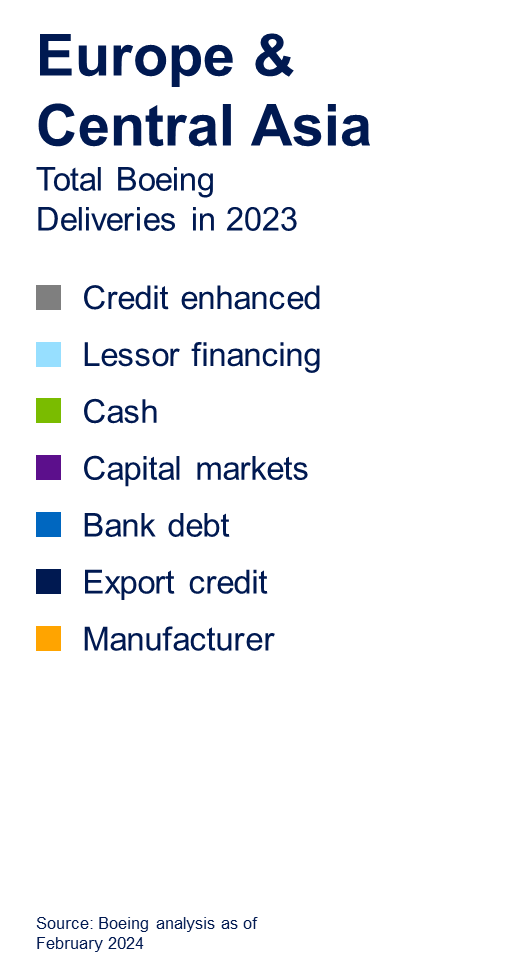 Europe &
Central Asia
Total Boeing
Deliveries in 2023
Credit enhanced
Lessor financing
Cash
Capital markets
Bank debt
Export credit
Manufacturer
Source: Boeing analysis as of
February 2024